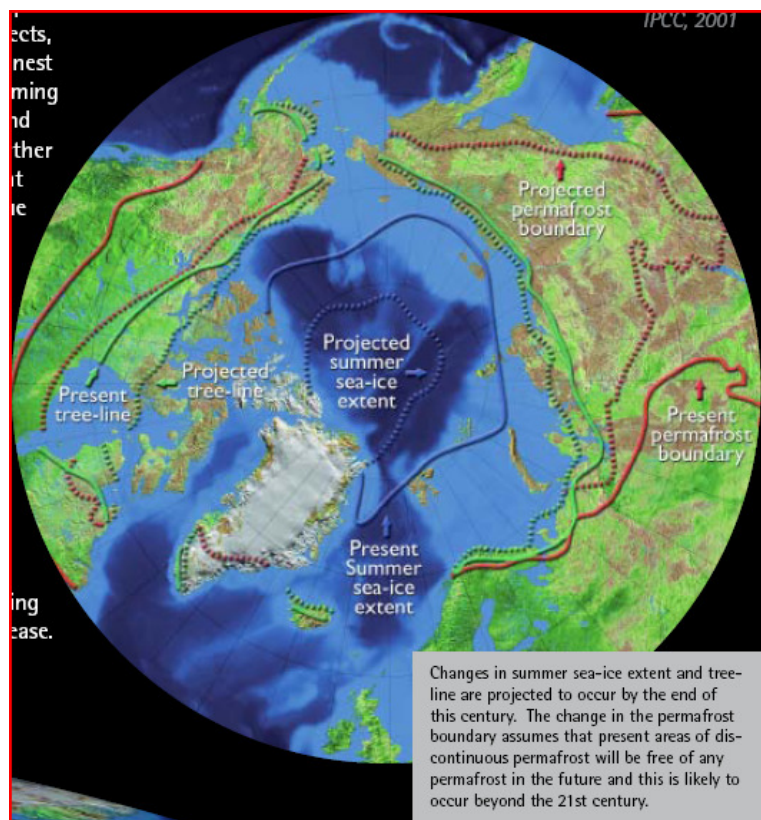 IPCC, 2001
ects,
nest
ming
nd
ther
t
ue
Projected
permafrost
boundary
Projected
summer
sea-ice
extent
Projected
tree-line
Present
tree-line
Present
permafrost
boundary
Present
Summer
sea-ice
extent
ing
ease.
Changes in summer sea-ice extent and tree-
line are projected to occur by the end of
this century. The change in the permafrost
boundary assumes that present areas of dis-
continuous permafrost will be free of any
permafrost in the future and this is likely to
occur beyond the 21st century.